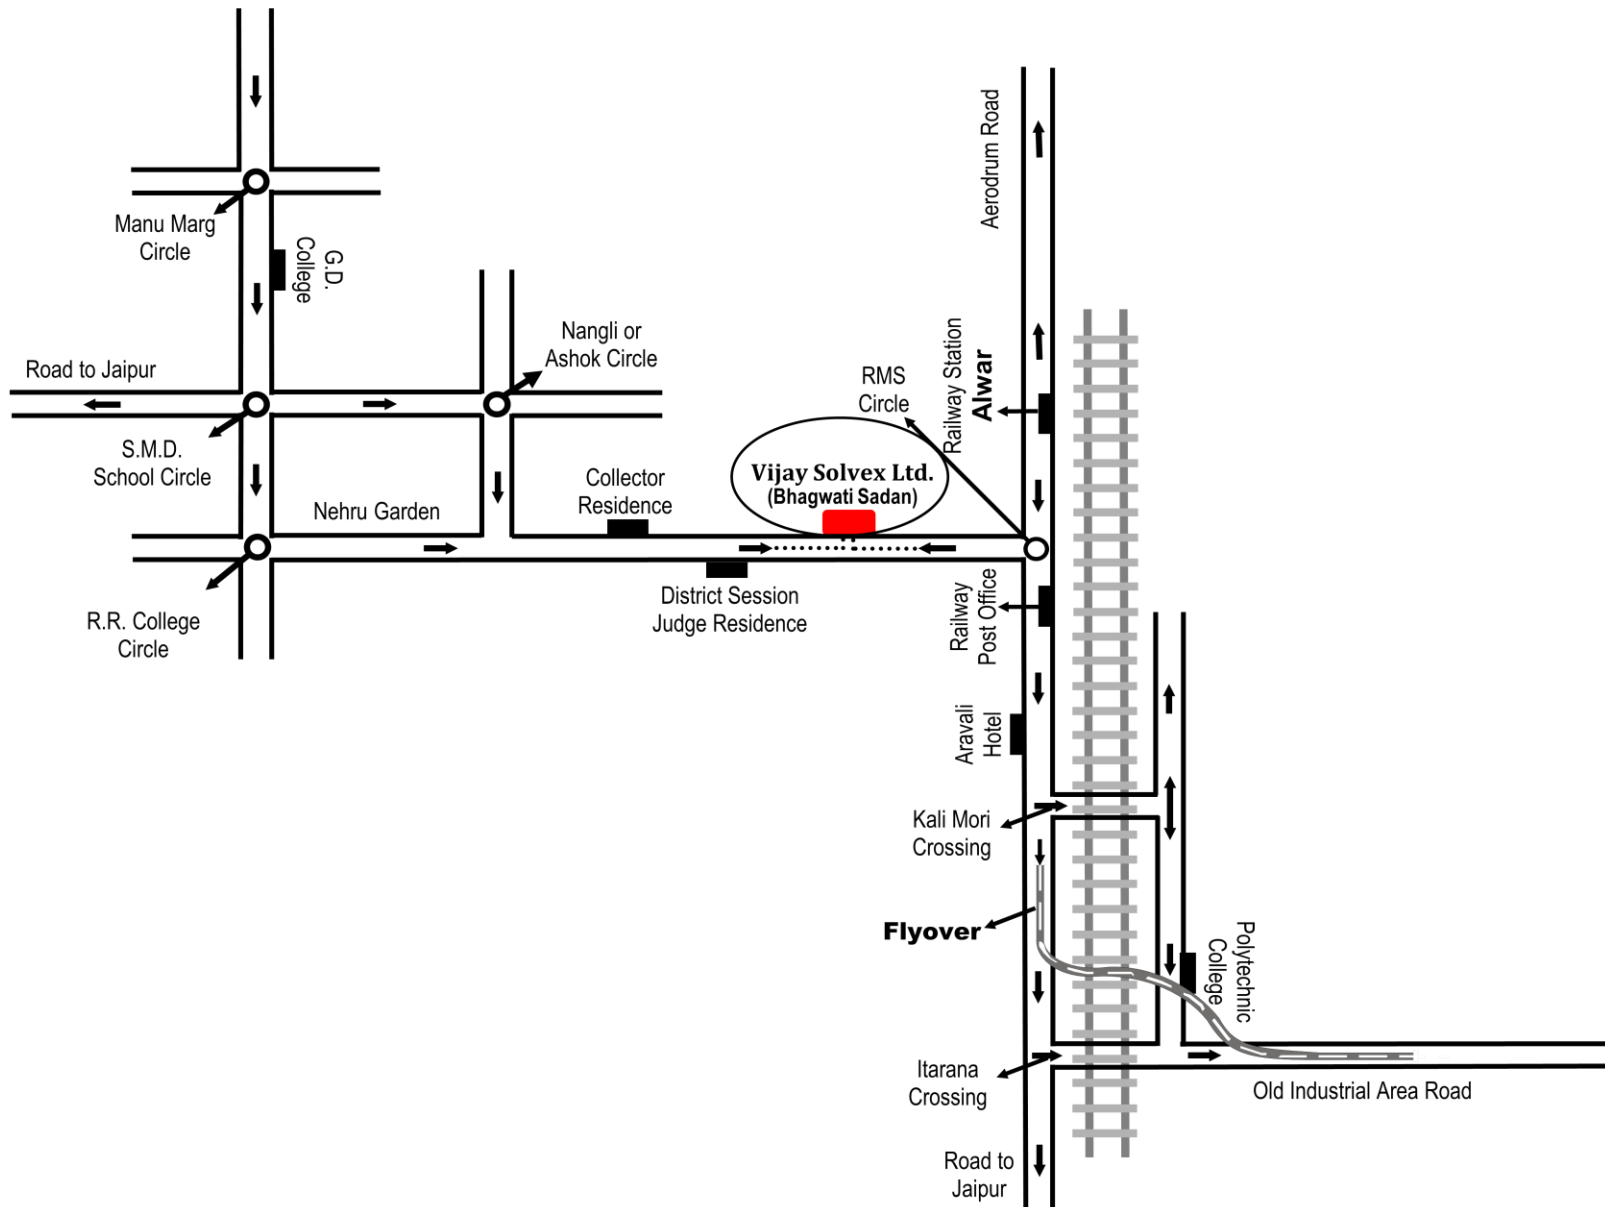 Aerodrum Road
Manu Marg
Circle
G.D.
College
Nangli or
Ashok Circle
Road to Jaipur
RMS
Circle
Railway Station
Alwar
S.M.D.
School Circle
Collector
Residence
Vijay Solvex Ltd.
(Bhagwati Sadan)
Nehru Garden
R.R. College
Circle
District Session
Judge Residence
Railway
Post Office
Aravali
Hotel
Kali Mori
Crossing
Flyover
Polytechnic
College
Itarana
Crossing
Old Industrial Area Road
Road to
Jaipur